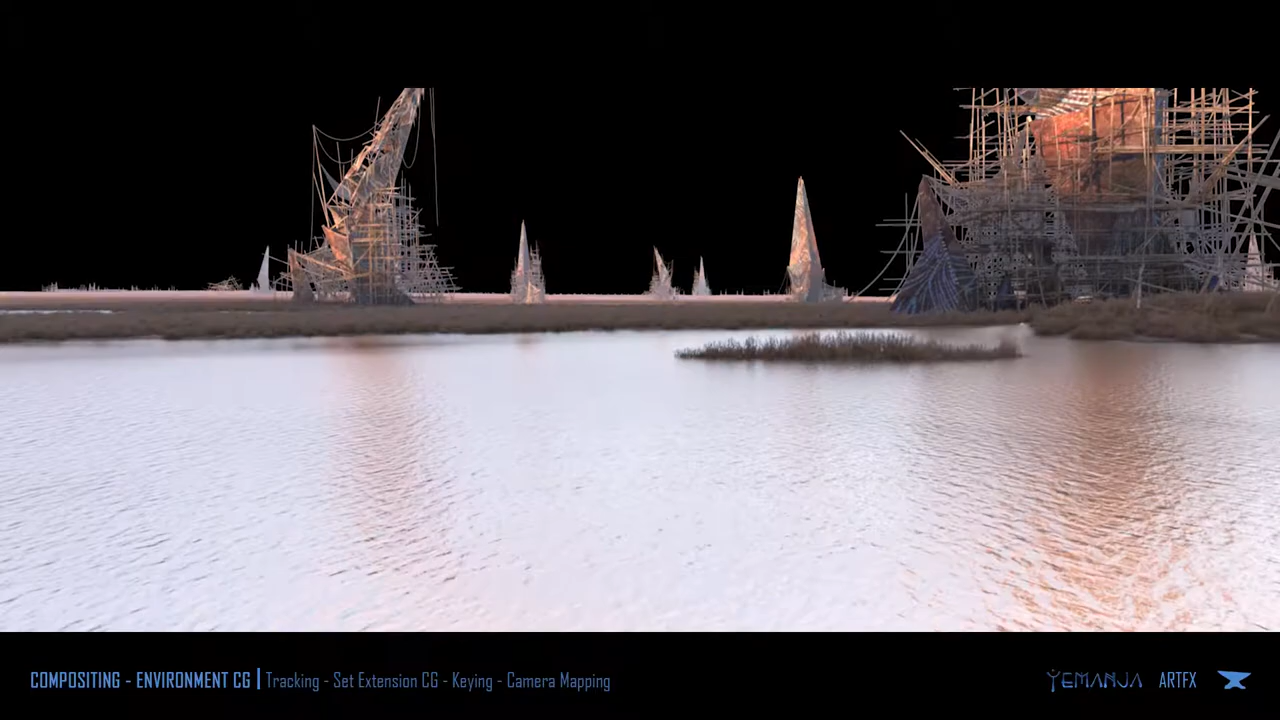 COMPOSITING - ENVIRONMENT CG | Tracking - Set Extension CG - Keying - Camera Mapping
YEMANJA ARTFX